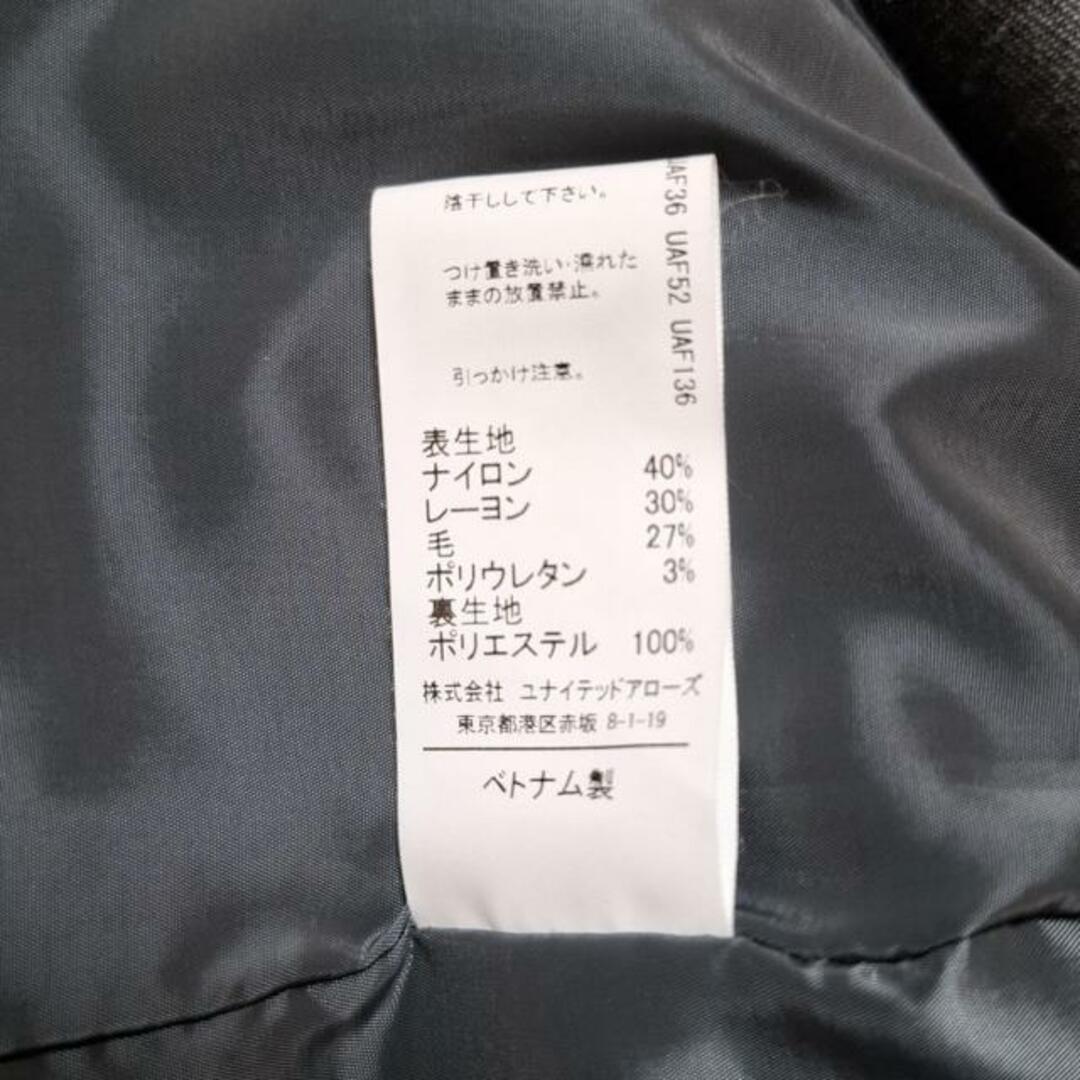 陰干しして下さい。
つけ置き洗い・濡れた
ままの放置禁止。
引っかけ注意。
表生地
ナイロン 40%
レーヨン 30%
毛 27%
ポリウレタン 3%
裏生地
ポリエステル 100%
株式会社 ユナイテッドアローズ
東京都港区赤坂 8-1-19
ベトナム製
UAF36 UAF52 UAF136